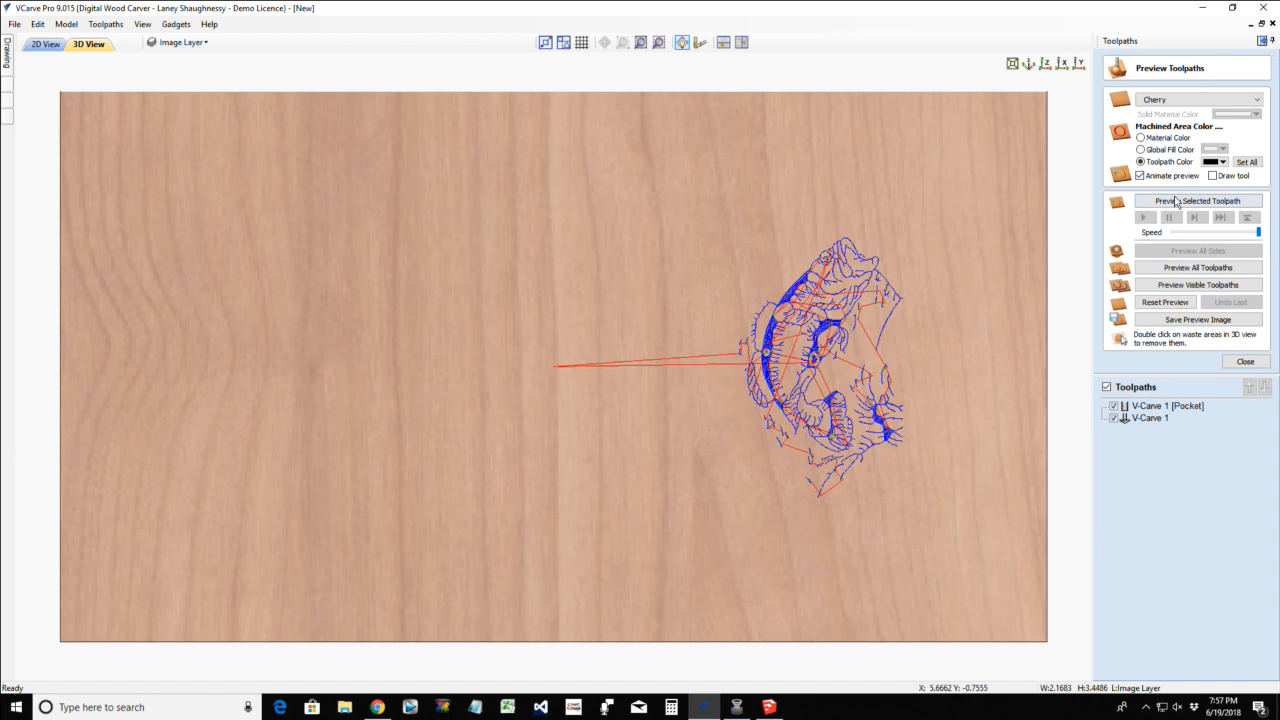 VCarve Pro 9.015 {Digital Wood Carver - Laney Shaughnessy - Demo Licence} - [New]
File Edit Model Toolpaths View Gadgets Help
2D View 3D View Image Layer
Drawing
Z X Y
Toolpaths
Preview Toolpaths
Cherry
Solid Material Color
Machined Area Color ....
Material Color
Global Fill Color
Toolpath Color Set All
Animate preview Draw tool
Preview Selected Toolpath
Speed
Preview All Sides
Preview All Toolpaths
Preview Visible Toolpaths
Reset Preview Undo Last
Save Preview Image
Double click on waste areas in 3D view
to remove them.
Close
Toolpaths
V-Carve 1 [Pocket]
V-Carve 1
Ready X: 5.6662 Y: -0.7555 W:2.1683 H:3.4486 L:Image Layer
Type here to search
7:57 PM
6/19/2018